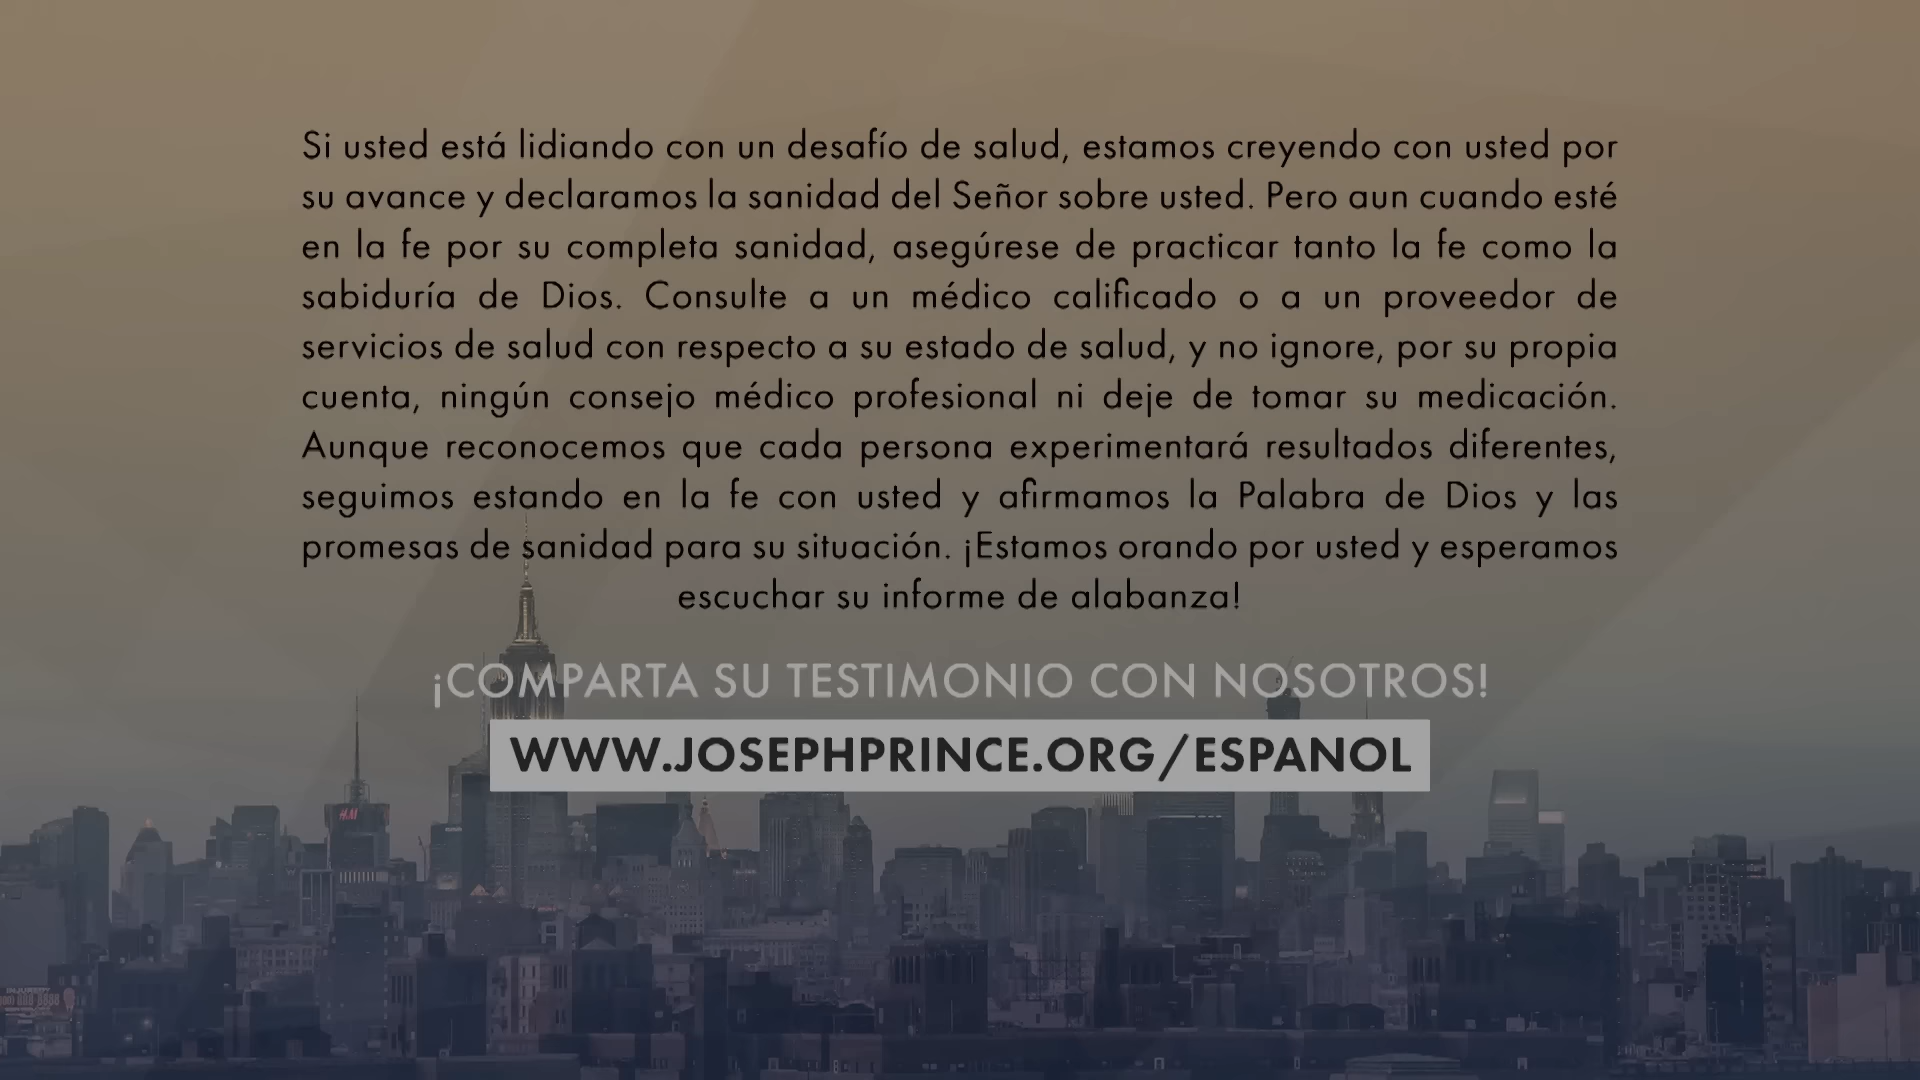 Si usted está lidiando con un desafío de salud, estamos creyendo con usted por
su avance y declaramos la sanidad del Señor sobre usted. Pero aun cuando esté
en la fe por su completa sanidad, asegúrese de practicar tanto la fe como la
sabiduría de Dios. Consulte a un médico calificado o a un proveedor de
servicios de salud con respecto a su estado de salud, y no ignore, por su propia
cuenta, ningún consejo médico profesional ni deje de tomar su medicación.
Aunque reconocemos que cada persona experimentará resultados diferentes,
seguimos estando en la fe con usted y afirmamos la Palabra de Dios y las
promesas de sanidad para su situación. ¡Estamos orando por usted y esperamos
escuchar su informe de alabanza!
¡COMPARTA SU TESTIMONIO CON NOSOTROS!
WWW.JOSEPHPRINCE.ORG/ESPANOL
H&M